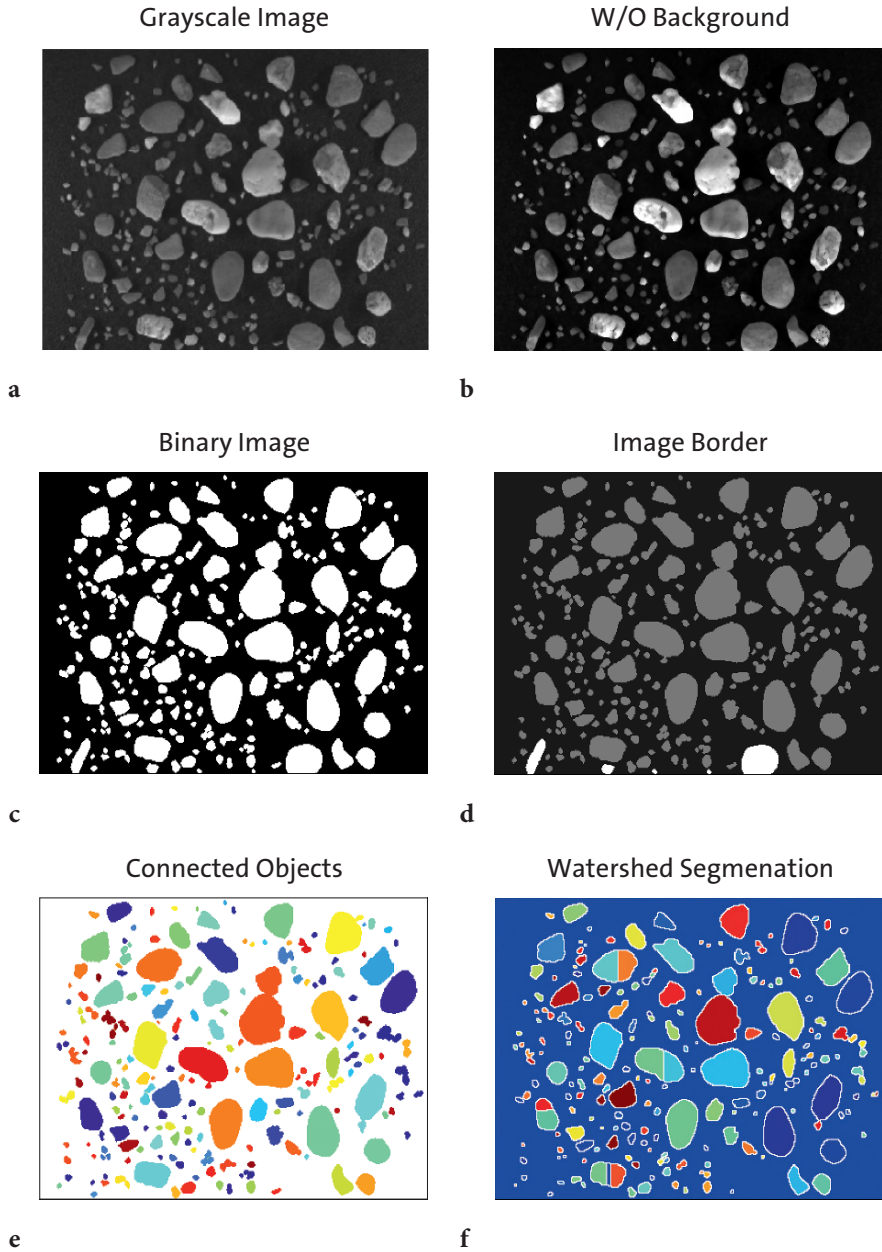 Grayscale Image
W/O Background
a
b
Binary Image
Image Border
c
d
Connected Objects
Watershed Segmenation
e
f